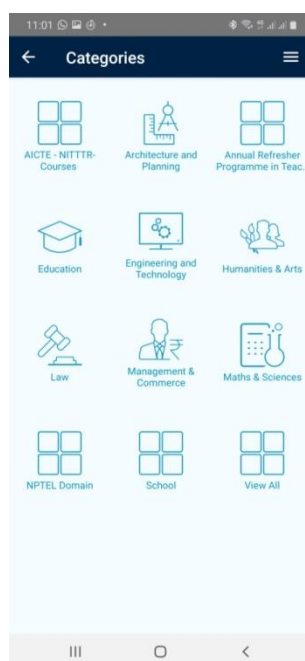 11:01
Categories
AICTE - NITTTR-
Courses
Architecture and
Planning
Annual Refresher
Programme in Teac.
Education
Engineering and
Technology
Humanities & Arts
Law
Management &
Commerce
Maths & Sciences
NPTEL Domain
School
View All